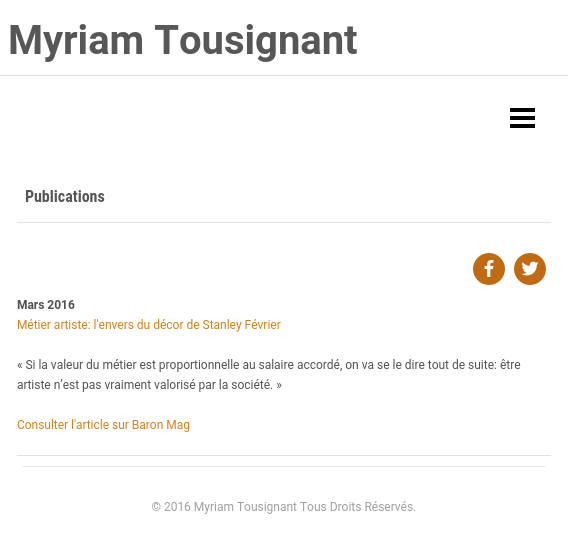 Myriam Tousignant
Publications
Mars 2016
Métier artiste: l'envers du décor de Stanley Février
« Si la valeur du métier est proportionnelle au salaire accordé, on va se le dire tout de suite: être
artiste n’est pas vraiment valorisé par la société. »
Consulter l'article sur Baron Mag
© 2016 Myriam Tousignant Tous Droits Réservés.